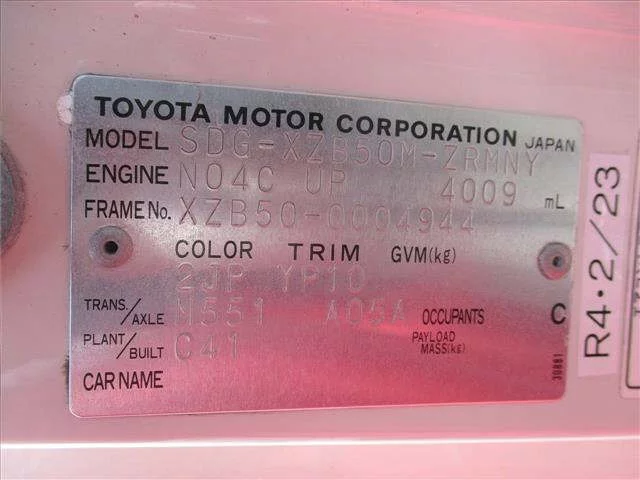 TOYOTA MOTOR CORPORATION JAPAN
MODEL SDG-XZB50M-ZRMNY
ENGINE N04C UP 4009 mL
FRAME No. XZB50-0004944
COLOR TRIM GVM(kg)
2JP YP10
TRANS./AXLE M551 A05A OCCUPANTS C
PLANT/BUILT C41 PAYLOAD MASS(kg)
CAR NAME
39881
R4・2/23